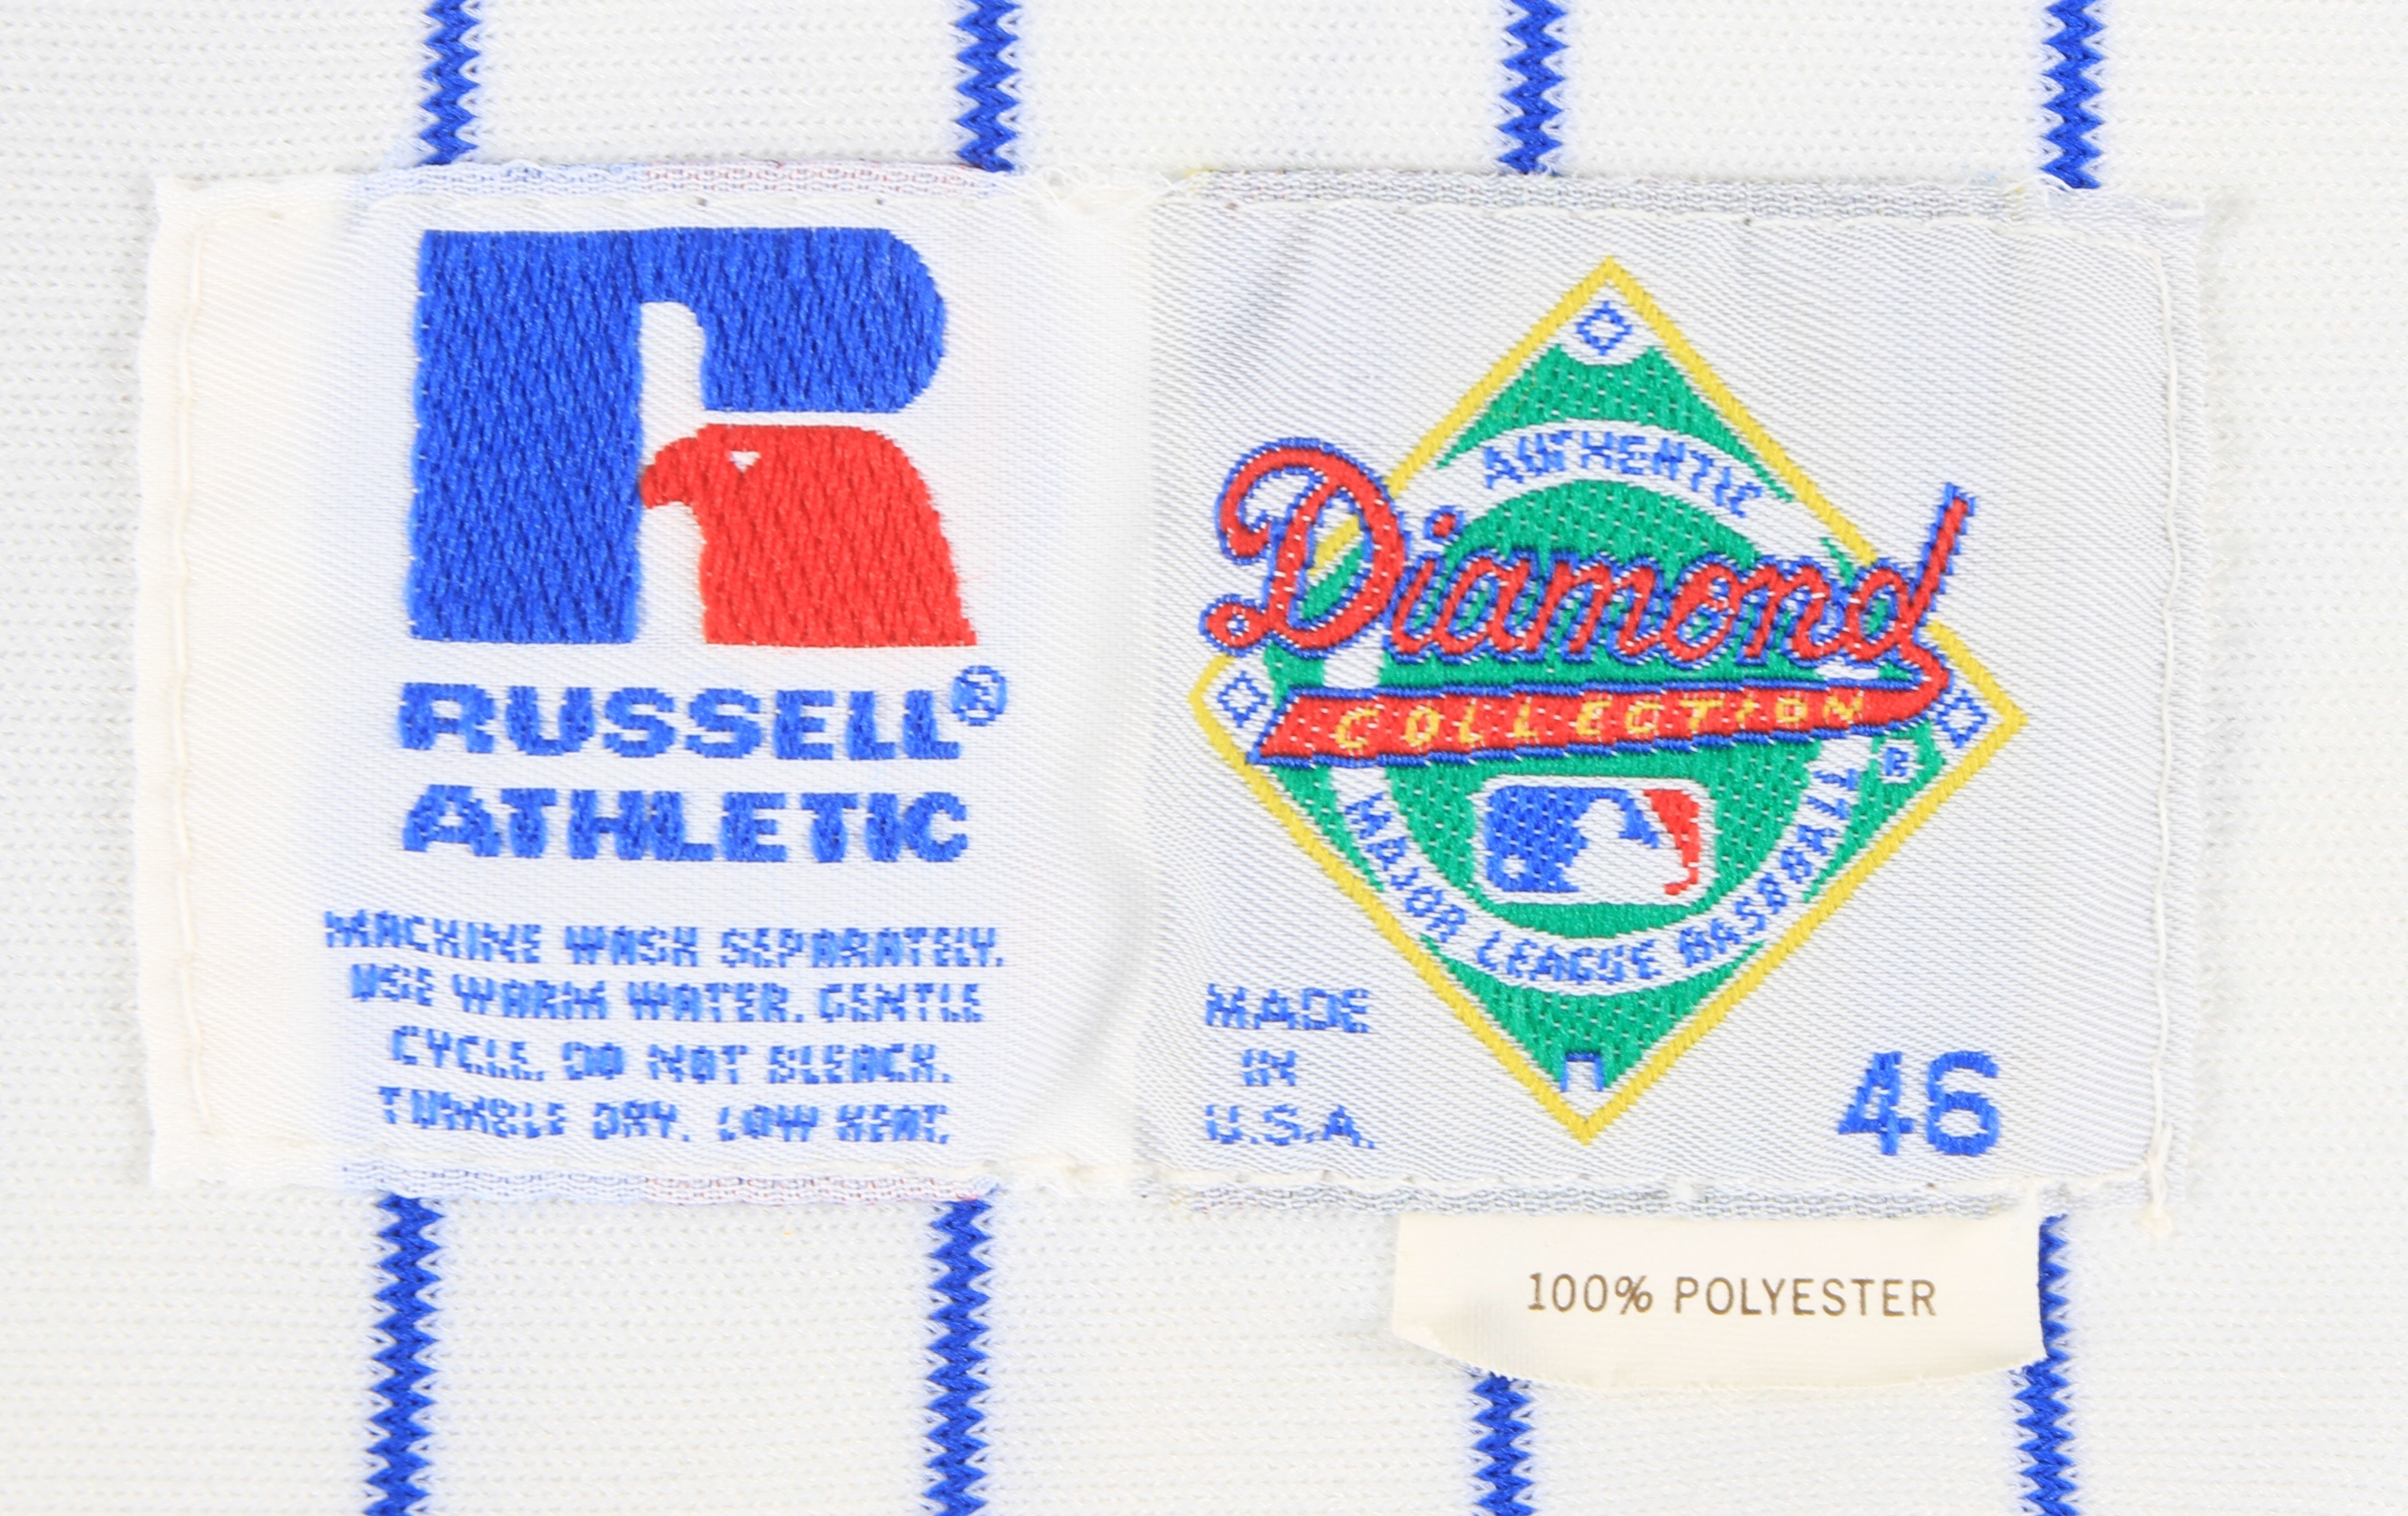 RUSSELL®
ATHLETIC
MACHINE WASH SEPARATELY.
USE WARM WATER. GENTLE
CYCLE. DO NOT BLEACH.
TUMBLE DRY. LOW HEAT.
AUTHENTIC
Diamond
COLLECTION
®
MAJOR LEAGUE BASEBALL
MADE
IN
U.S.A.
46
100% POLYESTER